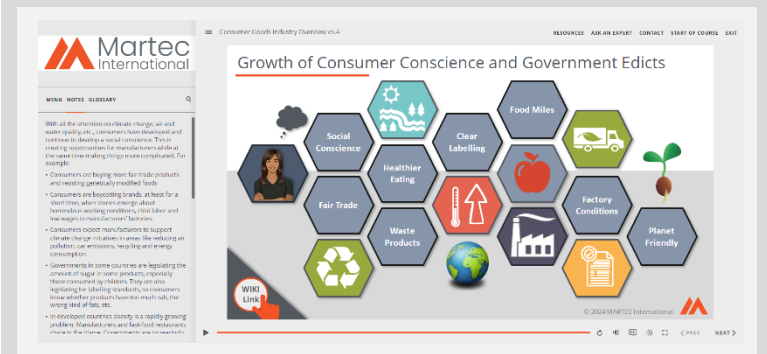 Martec
International
Consumer Goods Industry Overview v5.4
RESOURCES ASK AN EXPERT CONTACT START OF COURSE EXIT
MENU NOTES GLOSSARY
With all the attention on climate change, air and
water quality, etc., consumers have developed and
continue to develop a social conscience. This is
creating opportunities for manufacturers while at
the same time making things more complicated. For
example:
• Consumers are buying more fair trade products
and resisting genetically modified foods
• Consumers are boycotting brands, at least for a
short time, when stories emerge about
horrendous working conditions, child labor and
low wages in manufacturers' factories.
• Consumers expect manufacturers to support
climate change initiatives in areas like reducing air
pollution, car emissions, recycling and energy
consumption.
• Governments in some countries are legislating the
amount of sugar in some products, especially
those consumed by children. They are also
legislating for labelling standards, so consumers
know whether products have too much salt, the
wrong kind of fats, etc.
• In developed countries obesity is a rapidly growing
problem. Manufacturers and fast-food restaurants
share in the blame. Governments are increasingly
Growth of Consumer Conscience and Government Edicts
Food Miles
Social
Conscience
Clear
Labelling
Healthier
Eating
Fair Trade
Factory
Conditions
Waste
Products
Planet
Friendly
WIKI
Link
© 2024 MARTEC International
< PREV NEXT >